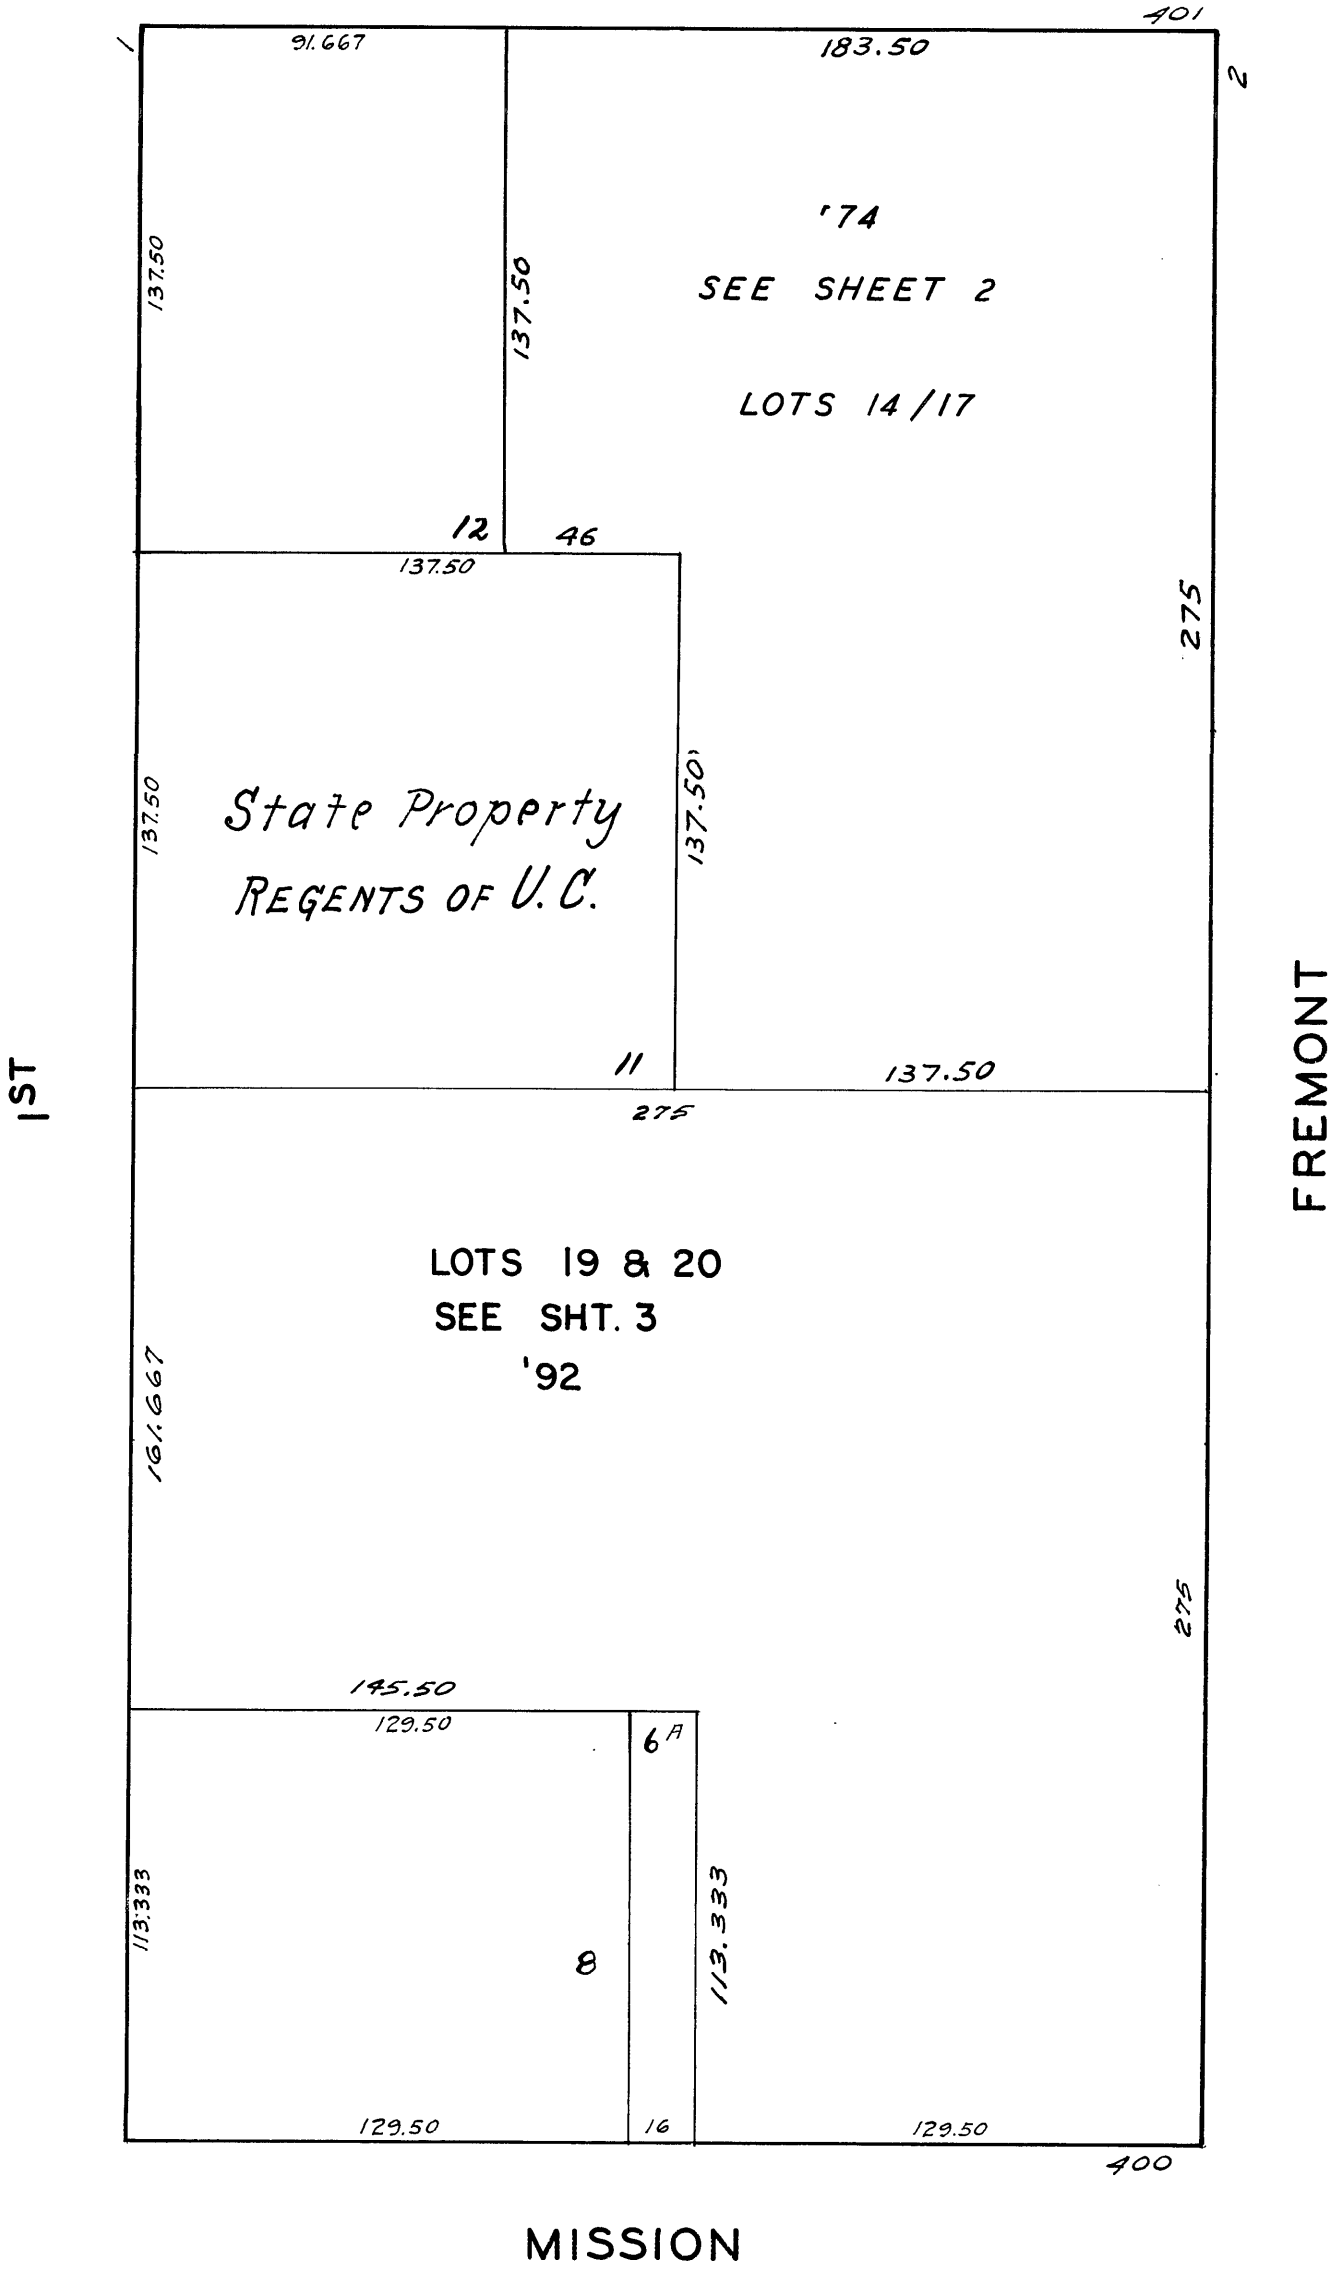 401
1
91.667
183.50
2
'74
SEE SHEET 2
LOTS 14/17
137.50
137.50
12
46
137.50
275
137.50
State Property
REGENTS OF U.C.
137.50'
11
137.50
275
1ST
FREMONT
LOTS 19 & 20
SEE SHT. 3
'92
161.667
275
145.50
129.50
6A
113.333
8
113.333
129.50
16
129.50
400
MISSION